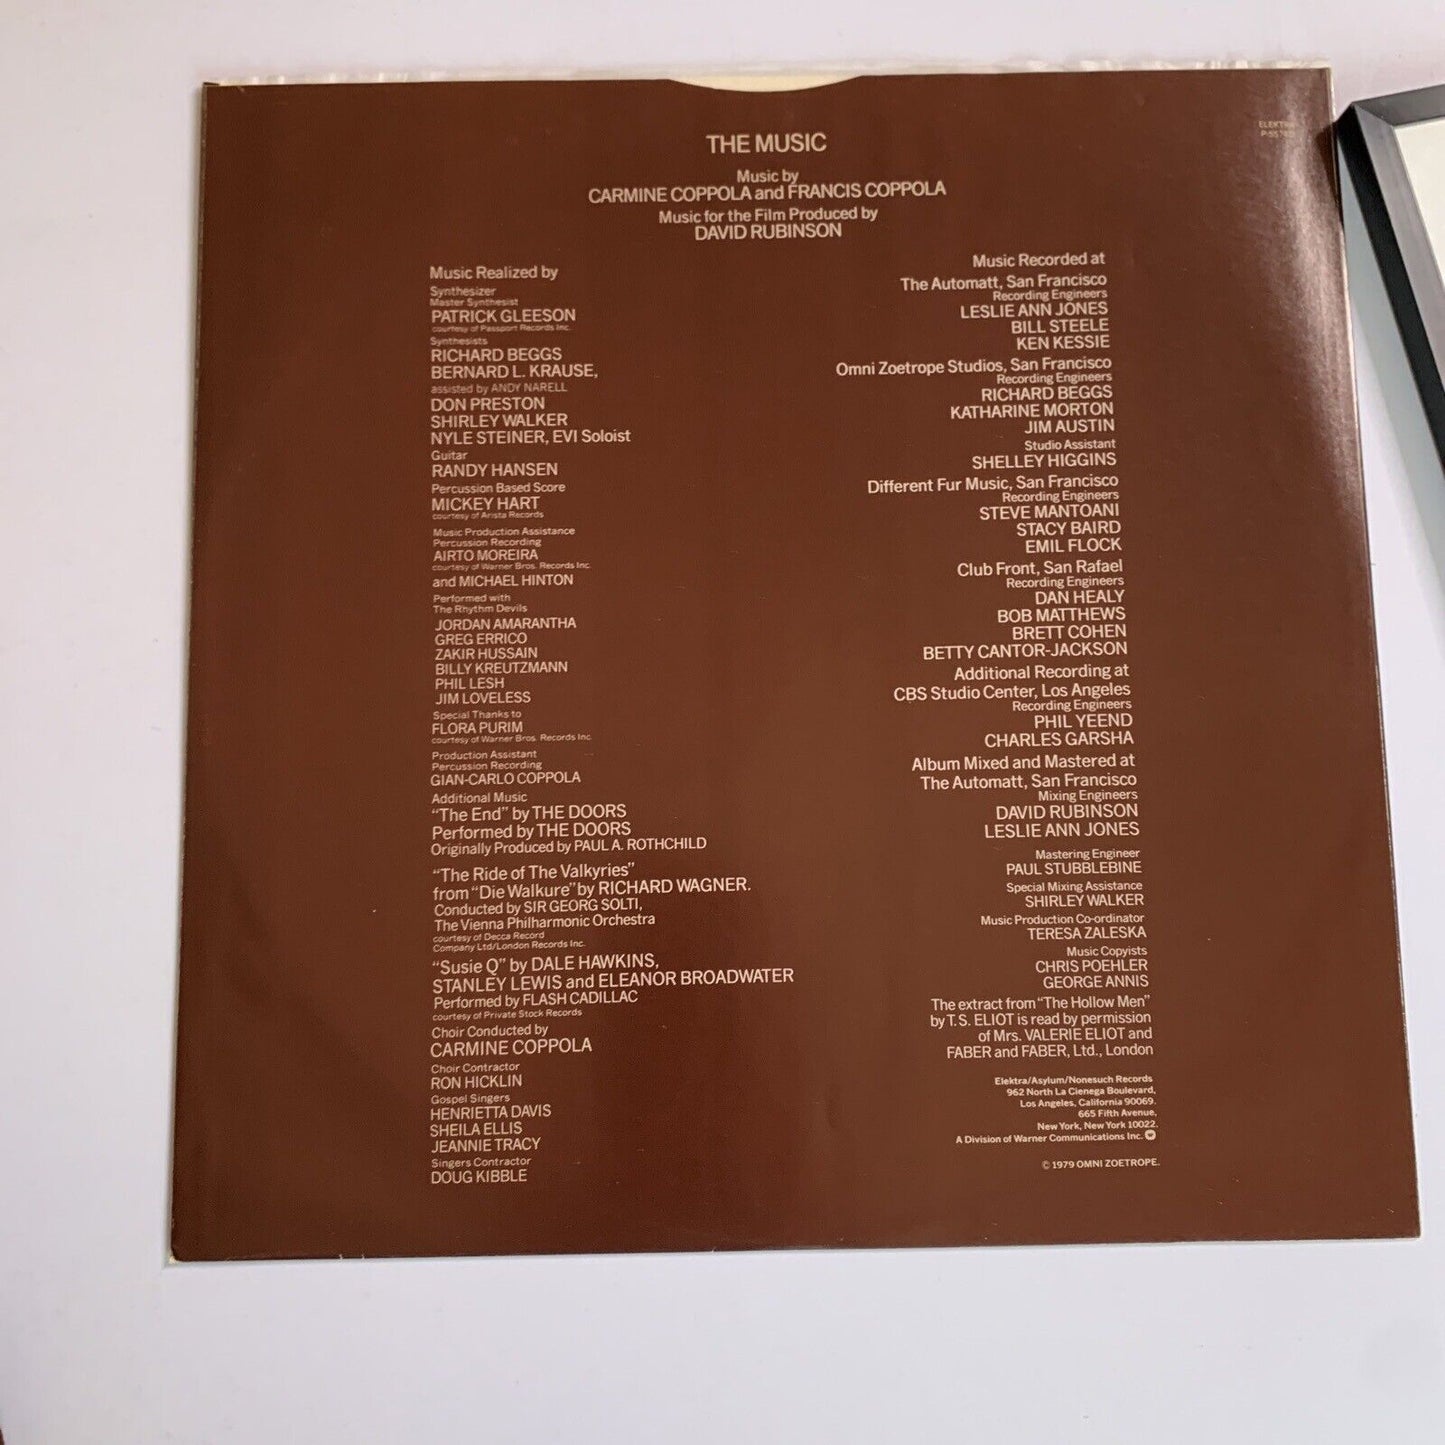 THE MUSIC
Music by
CARMINE COPPOLA and FRANCIS COPPOLA
Music for the Film Produced by
DAVID RUBINSON
Music Realized by
Synthesizer
Master Synthesist
PATRICK GLEESON
courtesy of Passport Records Inc.
Synthesists
RICHARD BEGGS
BERNARD L. KRAUSE,
assisted by ANDY NARELL
DON PRESTON
SHIRLEY WALKER
NYLE STEINER, EVI Soloist
Guitar
RANDY HANSEN
Percussion Based Score
MICKEY HART
courtesy of Arista Records
Music Production Assistance
Percussion Recording
AIRTO MOREIRA
courtesy of Warner Bros. Records Inc.
and MICHAEL HINTON
Performed with
The Rhythm Devils
JORDAN AMARANTHA
GREG ERRICO
ZAKIR HUSSAIN
BILLY KREUTZMANN
PHIL LESH
JIM LOVELESS
Special Thanks to
FLORA PURIM
courtesy of Warner Bros. Records Inc.
Production Assistant
Percussion Recording
GIAN-CARLO COPPOLA
Additional Music
"The End" by THE DOORS
Performed by THE DOORS
Originally Produced by PAUL A. ROTHCHILD
"The Ride of The Valkyries"
from "Die Walkure" by RICHARD WAGNER.
Conducted by SIR GEORG SOLTI,
The Vienna Philharmonic Orchestra
courtesy of Decca Record
Company Ltd/London Records Inc.
"Susie Q" by DALE HAWKINS,
STANLEY LEWIS and ELEANOR BROADWATER
Performed by FLASH CADILLAC
courtesy of Private Stock Records
Choir Conducted by
CARMINE COPPOLA
Choir Contractor
RON HICKLIN
Gospel Singers
HENRIETTA DAVIS
SHEILA ELLIS
JEANNIE TRACY
Singers Contractor
DOUG KIBBLE
ELEKTRA
Music Recorded at
The Automatt, San Francisco
Recording Engineers
LESLIE ANN JONES
BILL STEELE
KEN KESSIE
Omni Zoetrope Studios, San Francisco
Recording Engineers
RICHARD BEGGS
KATHARINE MORTON
JIM AUSTIN
Studio Assistant
SHELLEY HIGGINS
Different Fur Music, San Francisco
Recording Engineers
STEVE MANTOANI
STACY BAIRD
EMIL FLOCK
Club Front, San Rafael
Recording Engineers
DAN HEALY
BOB MATTHEWS
BRETT COHEN
BETTY CANTOR-JACKSON
Additional Recording at
CBS Studio Center, Los Angeles
Recording Engineers
PHIL YEEND
CHARLES GARSHA
Album Mixed and Mastered at
The Automatt, San Francisco
Mixing Engineers
DAVID RUBINSON
LESLIE ANN JONES
Mastering Engineer
PAUL STUBBLEBINE
Special Mixing Assistance
SHIRLEY WALKER
Music Production Co-ordinator
TERESA ZALESKA
Music Copyists
CHRIS POEHLER
GEORGE ANNIS
The extract from "The Hollow Men"
by T. S. ELIOT is read by permission
of Mrs. VALERIE ELIOT and
FABER and FABER, Ltd., London
Elektra/Asylum/Nonesuch Records
962 North La Cienega Boulevard,
Los Angeles, California 90069.
665 Fifth Avenue,
New York, New York 10022.
A Division of Warner Communications Inc.
© 1979 OMNI ZOETROPE.